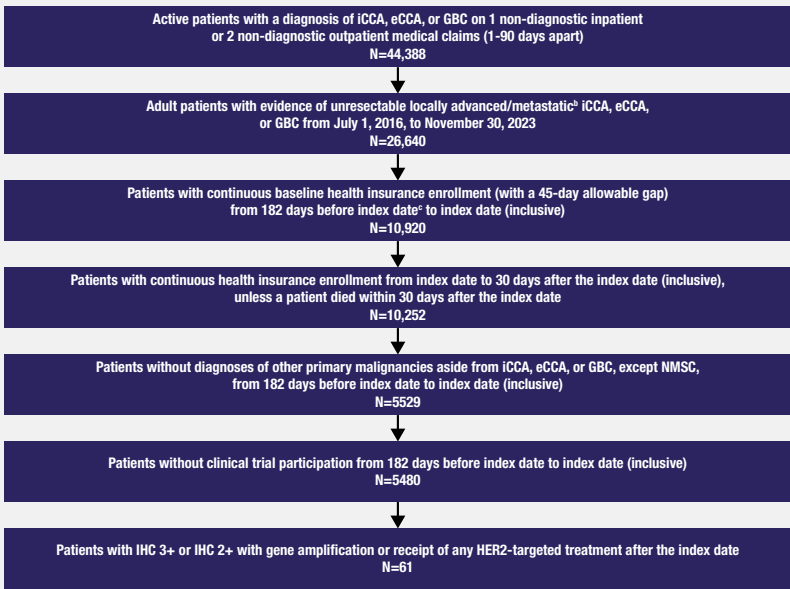 Active patients with a diagnosis of iCCA, eCCA, or GBC on 1 non-diagnostic inpatient
or 2 non-diagnostic outpatient medical claims (1-90 days apart)
N=44,388
Adult patients with evidence of unresectable locally advanced/metastaticᵇ iCCA, eCCA,
or GBC from July 1, 2016, to November 30, 2023
N=26,640
Patients with continuous baseline health insurance enrollment (with a 45-day allowable gap)
from 182 days before index dateᶜ to index date (inclusive)
N=10,920
Patients with continuous health insurance enrollment from index date to 30 days after the index date (inclusive),
unless a patient died within 30 days after the index date
N=10,252
Patients without diagnoses of other primary malignancies aside from iCCA, eCCA, or GBC, except NMSC,
from 182 days before index date to index date (inclusive)
N=5529
Patients without clinical trial participation from 182 days before index date to index date (inclusive)
N=5480
Patients with IHC 3+ or IHC 2+ with gene amplification or receipt of any HER2-targeted treatment after the index date
N=61